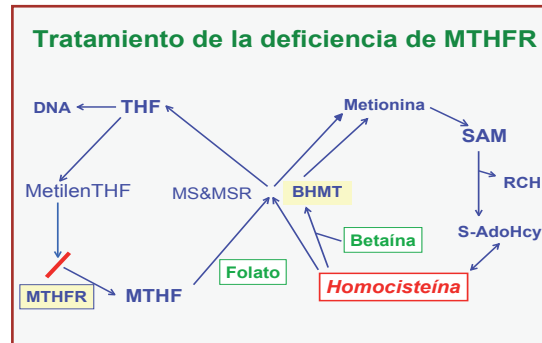 Tratamiento de la deficiencia de MTHFR
DNA THF Metionina
SAM
MetilenTHF MS&MSR BHMT RCH
S-AdoHcy
Betaína
Folato
MTHFR MTHF Homocisteína